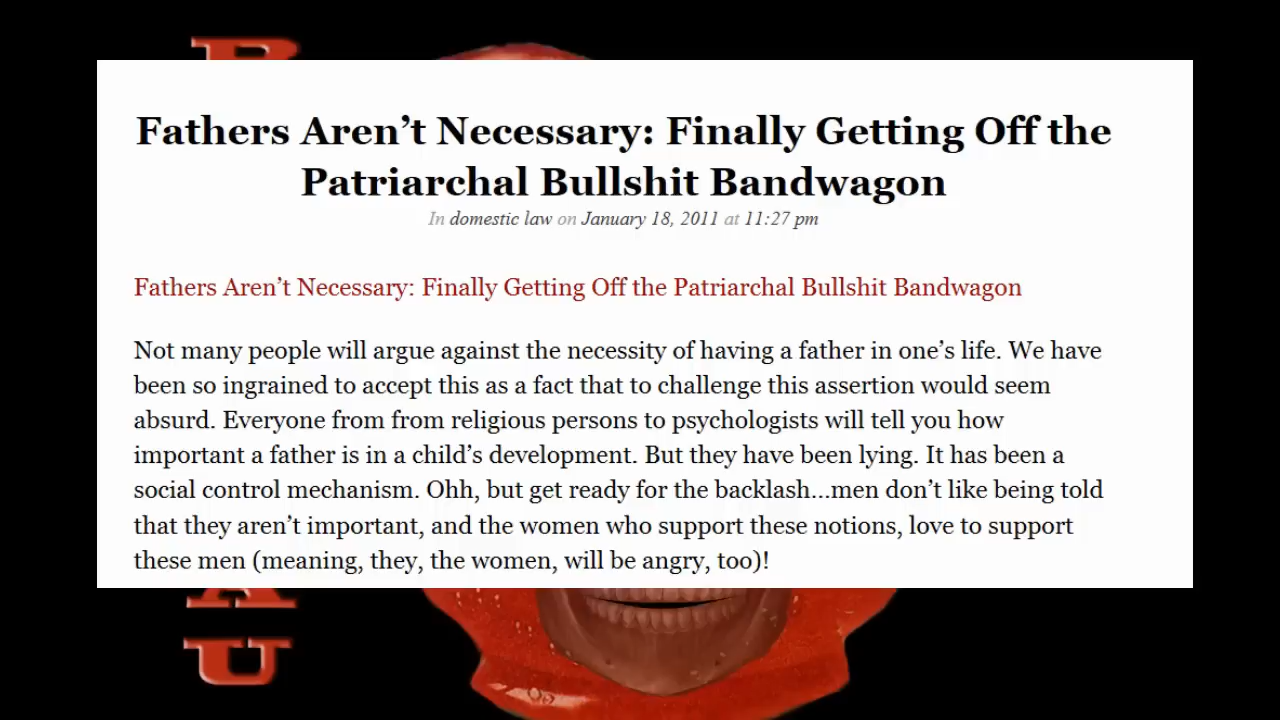 Fathers Aren’t Necessary: Finally Getting Off the
Patriarchal Bullshit Bandwagon
In domestic law on January 18, 2011 at 11:27 pm
Fathers Aren’t Necessary: Finally Getting Off the Patriarchal Bullshit Bandwagon
Not many people will argue against the necessity of having a father in one’s life. We have
been so ingrained to accept this as a fact that to challenge this assertion would seem
absurd. Everyone from from religious persons to psychologists will tell you how
important a father is in a child’s development. But they have been lying. It has been a
social control mechanism. Ohh, but get ready for the backlash…men don’t like being told
that they aren’t important, and the women who support these notions, love to support
these men (meaning, they, the women, will be angry, too)!
U